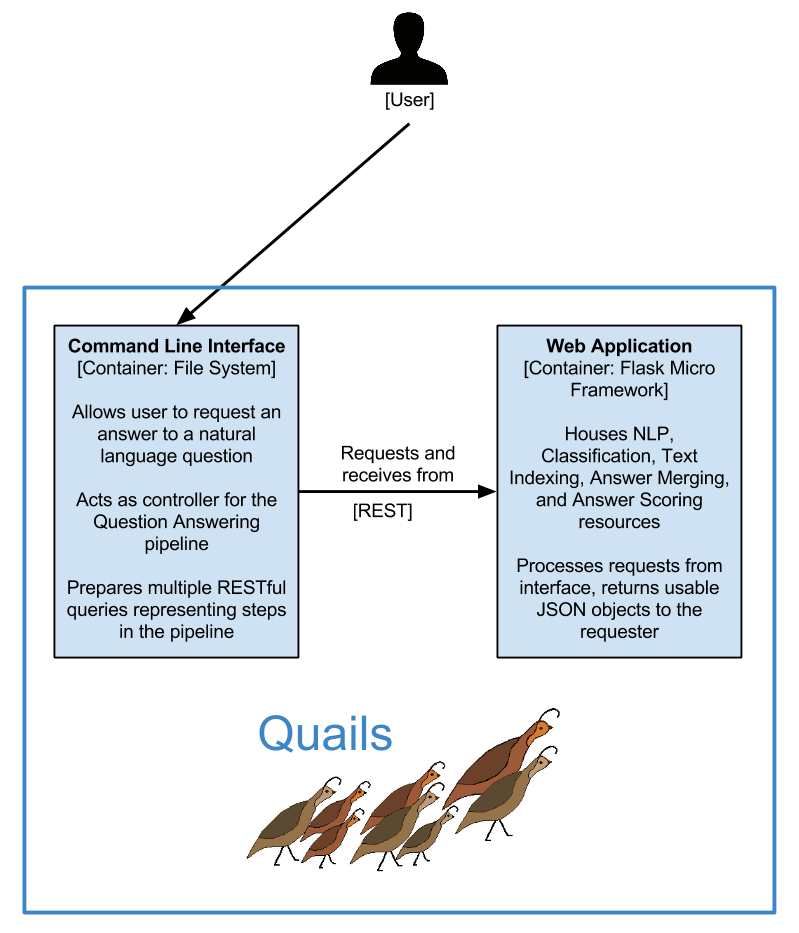 [User]
Command Line Interface
[Container: File System]
Allows user to request an
answer to a natural
language question
Acts as controller for the
Question Answering
pipeline
Prepares multiple RESTful
queries representing steps
in the pipeline
Requests and
receives from
[REST]
Web Application
[Container: Flask Micro
Framework]
Houses NLP,
Classification, Text
Indexing, Answer Merging,
and Answer Scoring
resources
Processes requests from
interface, returns usable
JSON objects to the
requester
Quails